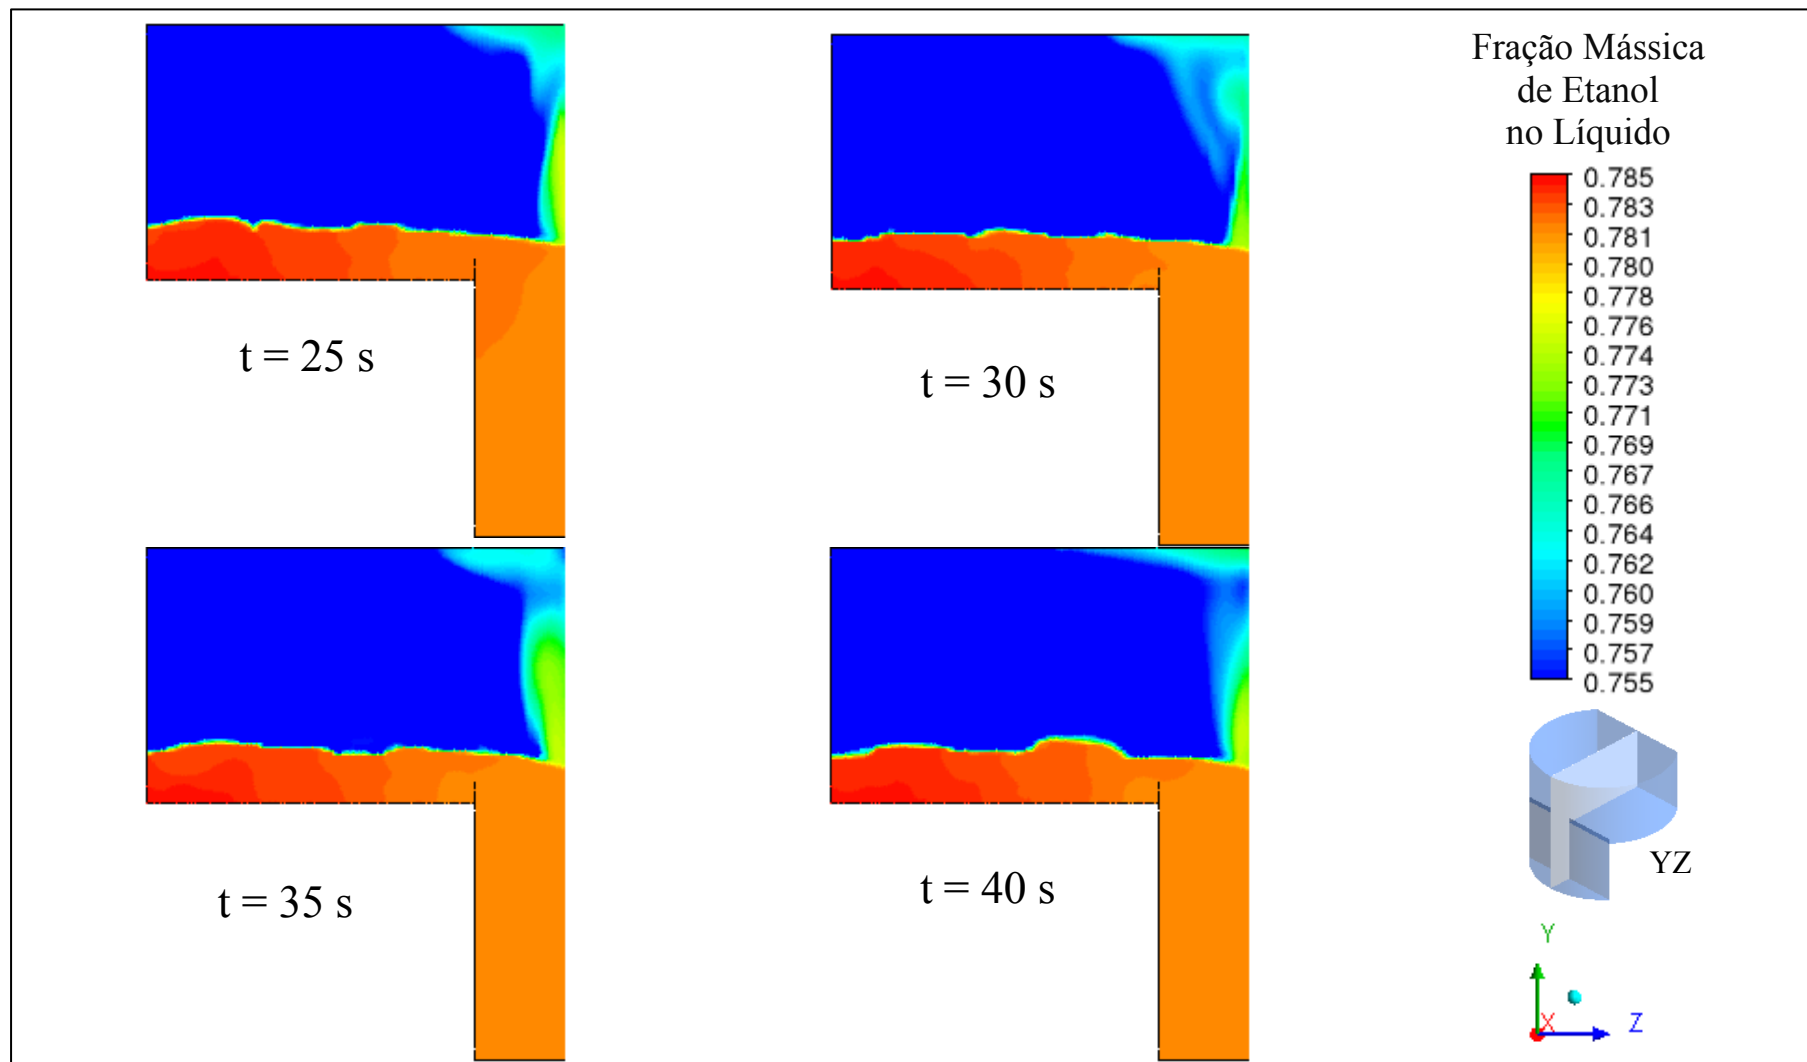 Fração Mássica
de Etanol
no Líquido
0.785
0.783
0.781
0.780
0.778
0.776
0.774
0.773
0.771
0.769
0.767
0.766
0.764
0.762
0.760
0.759
0.757
0.755
t = 25 s
t = 30 s
t = 35 s
t = 40 s
YZ
Y
X
Z